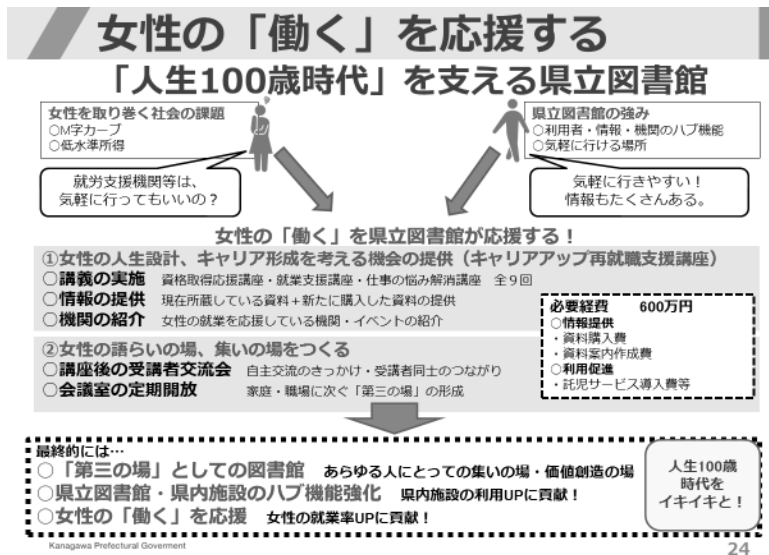 女性の「働く」を応援する
「人生100歳時代」を支える県立図書館
女性を取り巻く社会の課題
○M字カーブ
○低水準所得
県立図書館の強み
○利用者・情報・機関のハブ機能
○気軽に行ける場所
就労支援機関等は、
気軽に行ってもいいの？
気軽に行きやすい！
情報もたくさんある。
女性の「働く」を県立図書館が応援する！
①女性の人生設計、キャリア形成を考える機会の提供（キャリアアップ再就職支援講座）
○講義の実施 資格取得応援講座・就業支援講座・仕事の悩み解消講座 全９回
○情報の提供 現在所蔵している資料＋新たに購入した資料の提供
○機関の紹介 女性の就業を応援している機関・イベントの紹介
②女性の語らいの場、集いの場をつくる
○講座後の受講者交流会 自主交流のきっかけ・受講者同士のつながり
○会議室の定期開放 家庭・職場に次ぐ「第三の場」の形成
必要経費 600万円
○情報提供
・資料購入費
・資料案内作成費
○利用促進
・託児サービス導入費等
最終的には…
○「第三の場」としての図書館 あらゆる人にとっての集いの場・価値創造の場
○県立図書館・県内施設のハブ機能強化 県内施設の利用UPに貢献！
○女性の「働く」を応援 女性の就業率UPに貢献！
人生100歳
時代を
イキイキと！
Kanagawa Prefectural Goverment
24